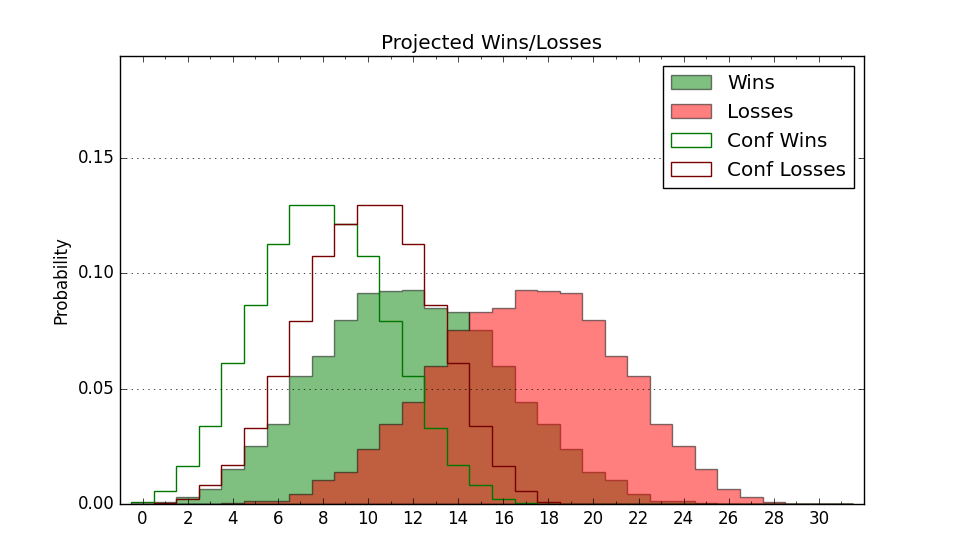 Projected Wins/Losses
Wins
Losses
Conf Wins
Conf Losses
Probability
0.15
0.10
0.05
0.00
0 2 4 6 8 10 12 14 16 18 20 22 24 26 28 30